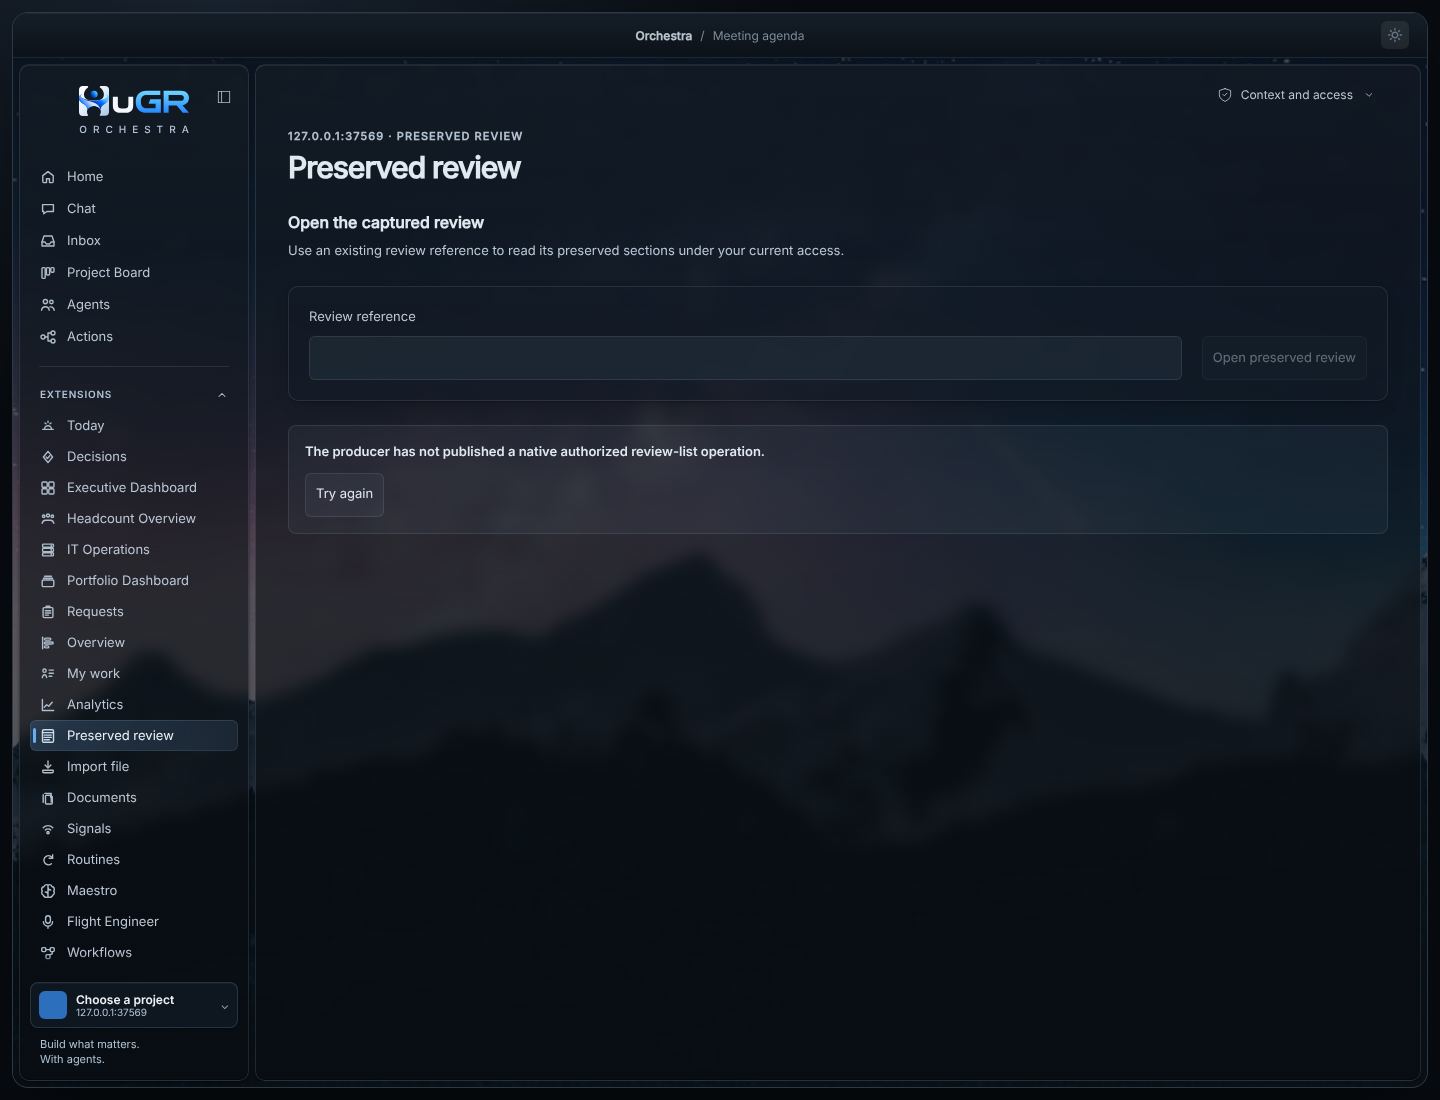 Orchestra / Meeting agenda
HuGR
ORCHESTRA
Home
Chat
Inbox
Project Board
Agents
Actions
EXTENSIONS
Today
Decisions
Executive Dashboard
Headcount Overview
IT Operations
Portfolio Dashboard
Requests
Overview
My work
Analytics
Preserved review
Import file
Documents
Signals
Routines
Maestro
Flight Engineer
Workflows
Choose a project
127.0.0.1:37569
Build what matters.
With agents.
Context and access
127.0.0.1:37569 · PRESERVED REVIEW
Preserved review
Open the captured review
Use an existing review reference to read its preserved sections under your current access.
Review reference
Open preserved review
The producer has not published a native authorized review-list operation.
Try again